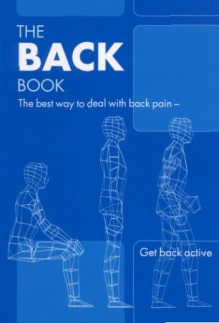 THE
BACK
BOOK
The best way to deal with back pain –
Get back active